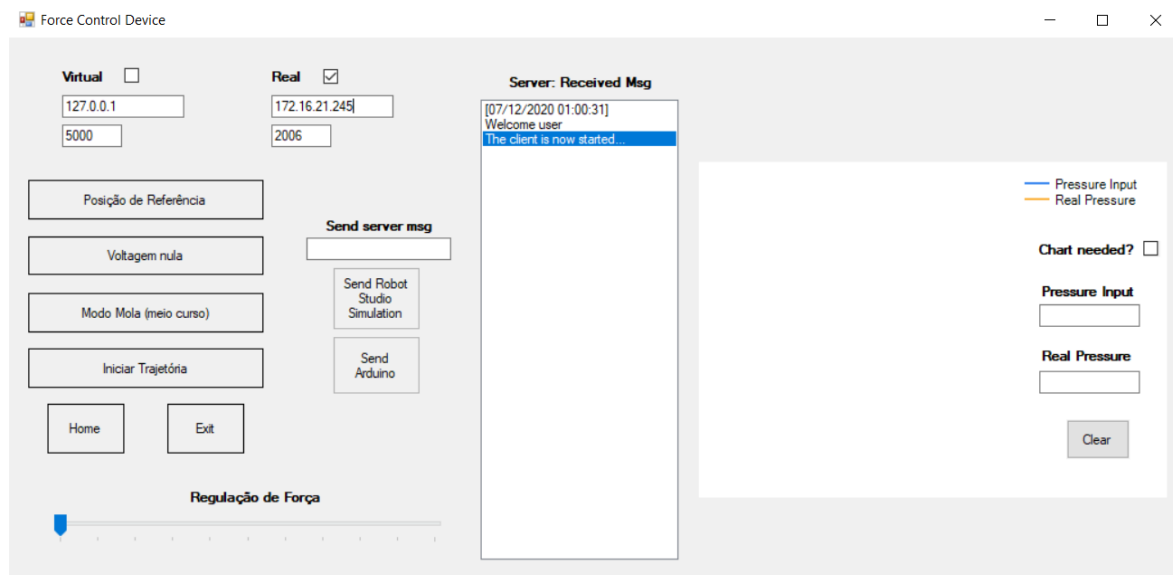 Force Control Device
Virtual
Real
127.0.0.1
172.16.21.245
5000
2006
Server: Received Msg
[07/12/2020 01:00:31]
Welcome user
The client is now started...
Posição de Referência
Voltagem nula
Modo Mola (meio curso)
Iniciar Trajetória
Home
Exit
Send server msg
Send Robot
Studio
Simulation
Send
Arduino
Regulação de Força
Pressure Input
Real Pressure
Chart needed?
Pressure Input
Real Pressure
Clear